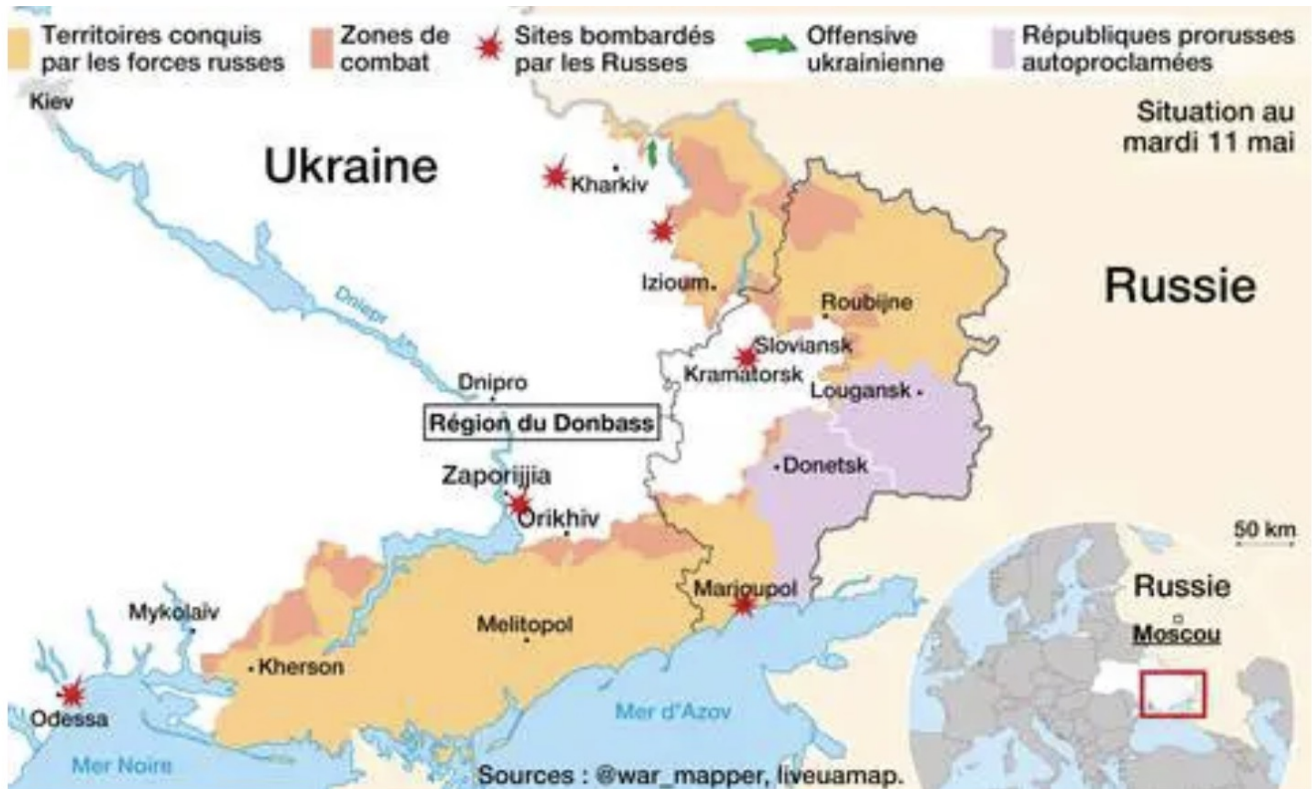 Territoires conquis
par les forces russes
Zones de
combat
Sites bombardés
par les Russes
Offensive
ukrainienne
Républiques prorusses
autoproclamées
Situation au
mardi 11 mai
Kiev
Ukraine
Kharkiv
Russie
Izioum
Dniepr
Roubijne
Sloviansk
Kramatorsk
Dnipro
Lougansk
Région du Donbass
Donetsk
Zaporijjia
Orikhiv
50 km
Marioupol
Russie
Mykolaïv
Melitopol
Moscou
Kherson
Odessa
Mer d'Azov
Mer Noire
Sources : @war_mapper, liveuamap.